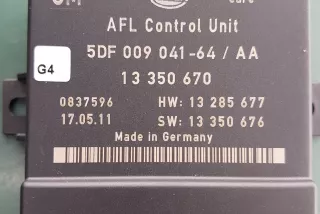 AFL Control Unit
5DF 009 041-64 / AA
G4
13 350 670
0837596 HW: 13 285 677
17.05.11 SW: 13 350 676
Made in Germany